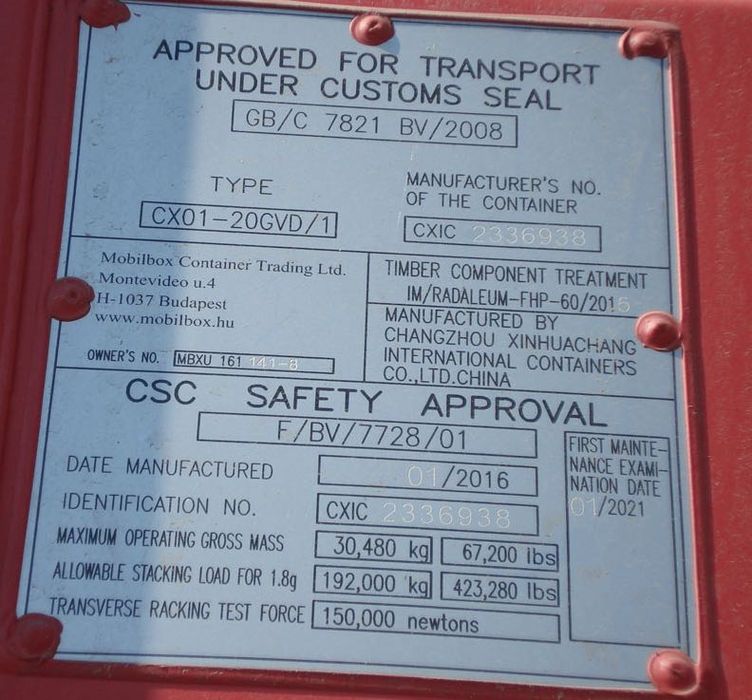 APPROVED FOR TRANSPORT
UNDER CUSTOMS SEAL
GB/C 7821 BV/2008
TYPE
CX01-20GVD/1
MANUFACTURER'S NO.
OF THE CONTAINER
CXIC 2336938
Mobilbox Container Trading Ltd.
Montevideo u.4
H-1037 Budapest
www.mobilbox.hu
OWNER'S NO. MBXU 161 141-8
TIMBER COMPONENT TREATMENT
IM/RADALEUM-FHP-60/2015
MANUFACTURED BY
CHANGZHOU XINHUACHANG
INTERNATIONAL CONTAINERS
CO.,LTD.CHINA
CSC SAFETY APPROVAL
F/BV/7728/01
DATE MANUFACTURED 01/2016
IDENTIFICATION NO. CXIC 2336938
MAXIMUM OPERATING GROSS MASS 30,480 kg 67,200 lbs
ALLOWABLE STACKING LOAD FOR 1.8g 192,000 kg 423,280 lbs
TRANSVERSE RACKING TEST FORCE 150,000 newtons
FIRST MAINTE-
NANCE EXAMI-
NATION DATE
01/2021